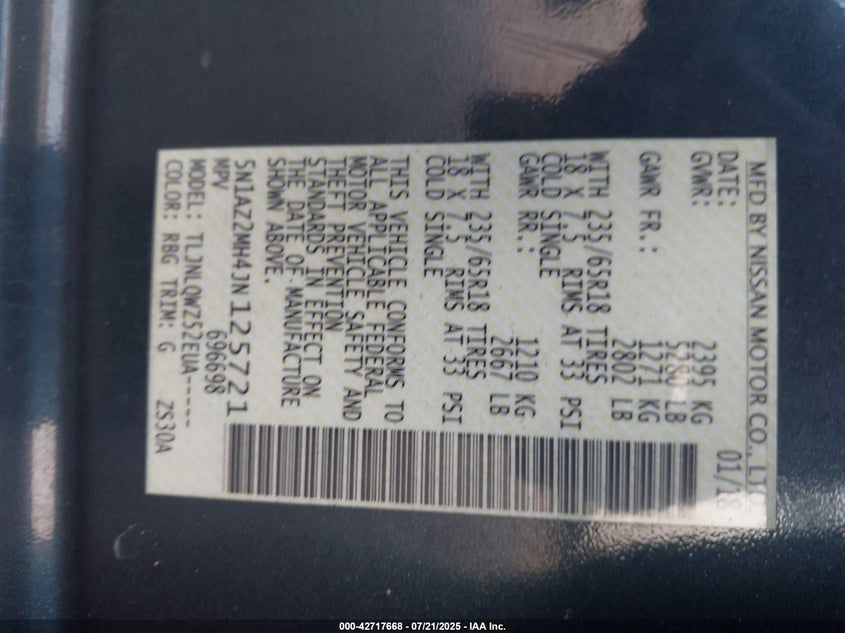 MFD BY NISSAN MOTOR CO., LTD
DATE: 01/18
GVWR: 2395 KG
5280 LB
GAWR FR.: 1271 KG
2802 LB
WITH 235/65R18 TIRES
18 X 7.5 RIMS AT 33 PSI
COLD SINGLE
GAWR RR.: 1210 KG
2667 LB
WITH 235/65R18 TIRES
18 X 7.5 RIMS AT 33 PSI
COLD SINGLE
THIS VEHICLE CONFORMS TO
ALL APPLICABLE FEDERAL
MOTOR VEHICLE SAFETY AND
THEFT PREVENTION
STANDARDS IN EFFECT ON
THE DATE OF MANUFACTURE
SHOWN ABOVE.
5N1AZ2MH4JN125721
MPV 696698
MODEL: TLJNLQWZ52EUA-----
COLOR: RBG TRIM: G ZS30A
000-42717668 - 07/21/2025 - IAA Inc.